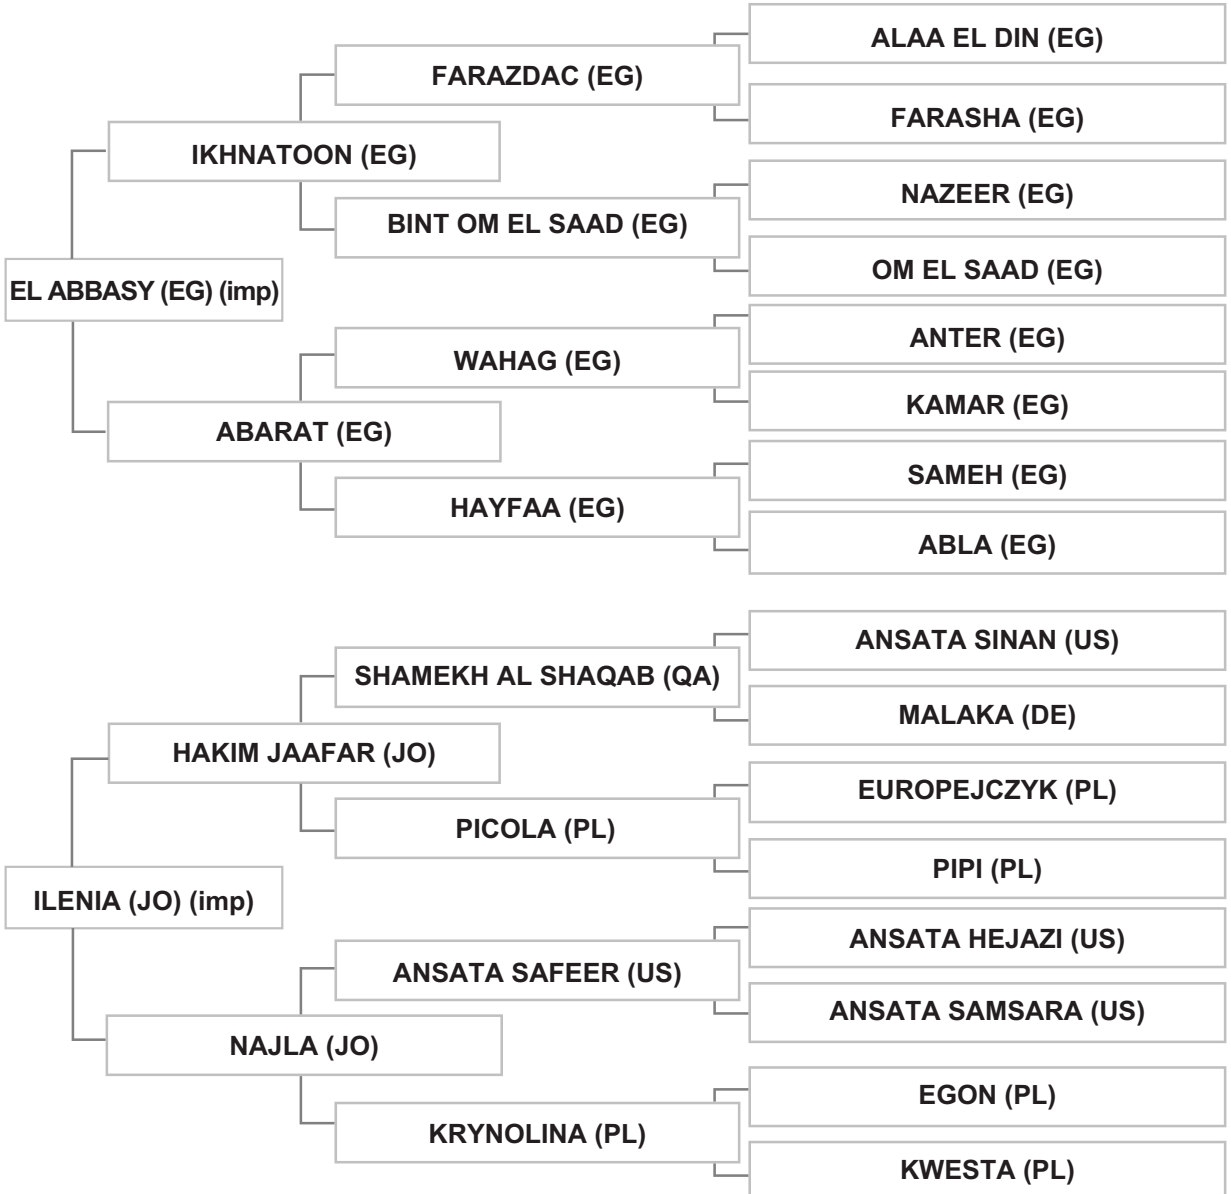 ALAA EL DIN (EG)
FARAZDAC (EG)
FARASHA (EG)
IKHNATOON (EG)
NAZEER (EG)
BINT OM EL SAAD (EG)
OM EL SAAD (EG)
EL ABBASY (EG) (imp)
ANTER (EG)
WAHAG (EG)
KAMAR (EG)
ABARAT (EG)
SAMEH (EG)
HAYFAA (EG)
ABLA (EG)
ANSATA SINAN (US)
SHAMEKH AL SHAQAB (QA)
MALAKA (DE)
HAKIM JAAFAR (JO)
EUROPEJCZYK (PL)
PICOLA (PL)
PIPI (PL)
ILENIA (JO) (imp)
ANSATA HEJAZI (US)
ANSATA SAFEER (US)
ANSATA SAMSARA (US)
NAJLA (JO)
EGON (PL)
KRYNOLINA (PL)
KWESTA (PL)